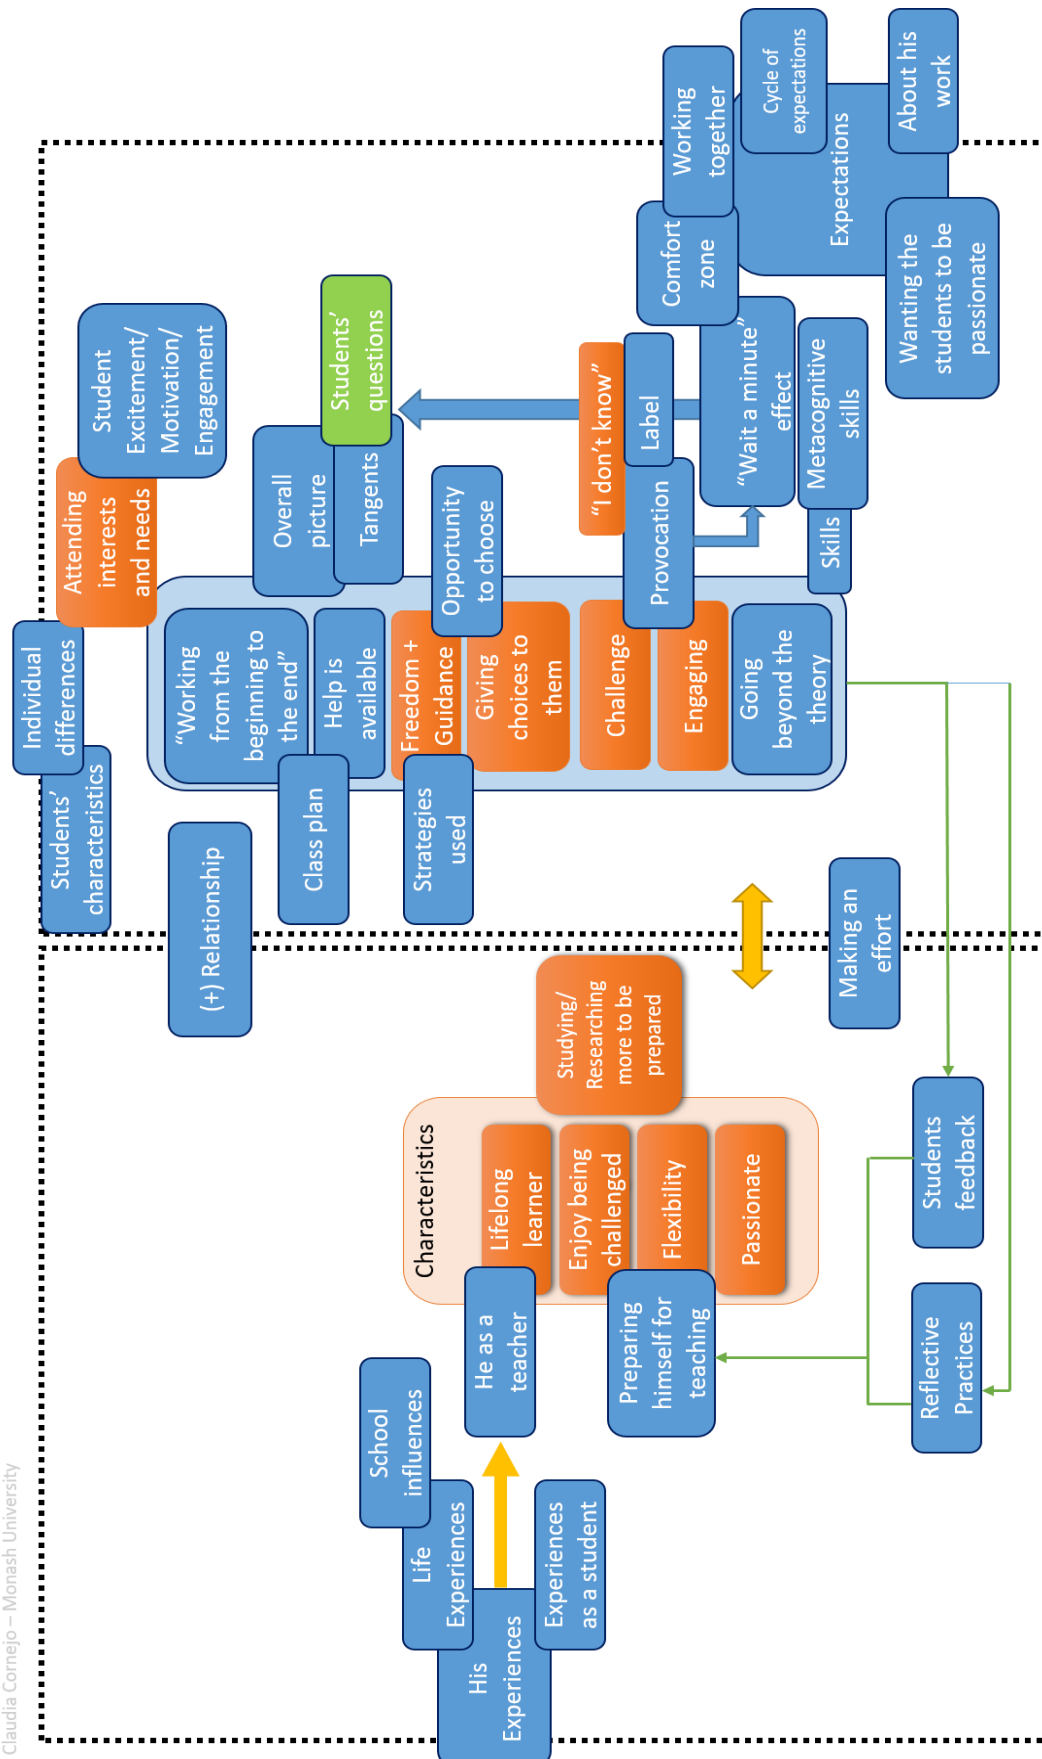 Claudia Cornejo – Monash University
His
Experiences
Life
Experiences
School
influences
Experiences
as a student
He as a
teacher
Preparing
himself for
teaching
Characteristics
Lifelong
learner
Enjoy being
challenged
Flexibility
Passionate
Studying/
Researching
more to be
prepared
Reflective
Practices
Students
feedback
(+) Relationship
Making an
effort
Students’
characteristics
Individual
differences
Attending
interests
and needs
Student
Excitement/
Motivation/
Engagement
Class plan
Strategies
used
“Working
from the
beginning to
the end”
Help is
available
Freedom +
Guidance
Giving
choices to
them
Challenge
Engaging
Going
beyond the
theory
Overall
picture
Tangents
Students’
questions
Opportunity
to choose
“I don’t know”
Provocation
Label
“Wait a minute”
effect
Skills
Metacognitive
skills
Comfort
zone
Working
together
Expectations
Cycle of
expectations
Wanting the
students to be
passionate
About his
work